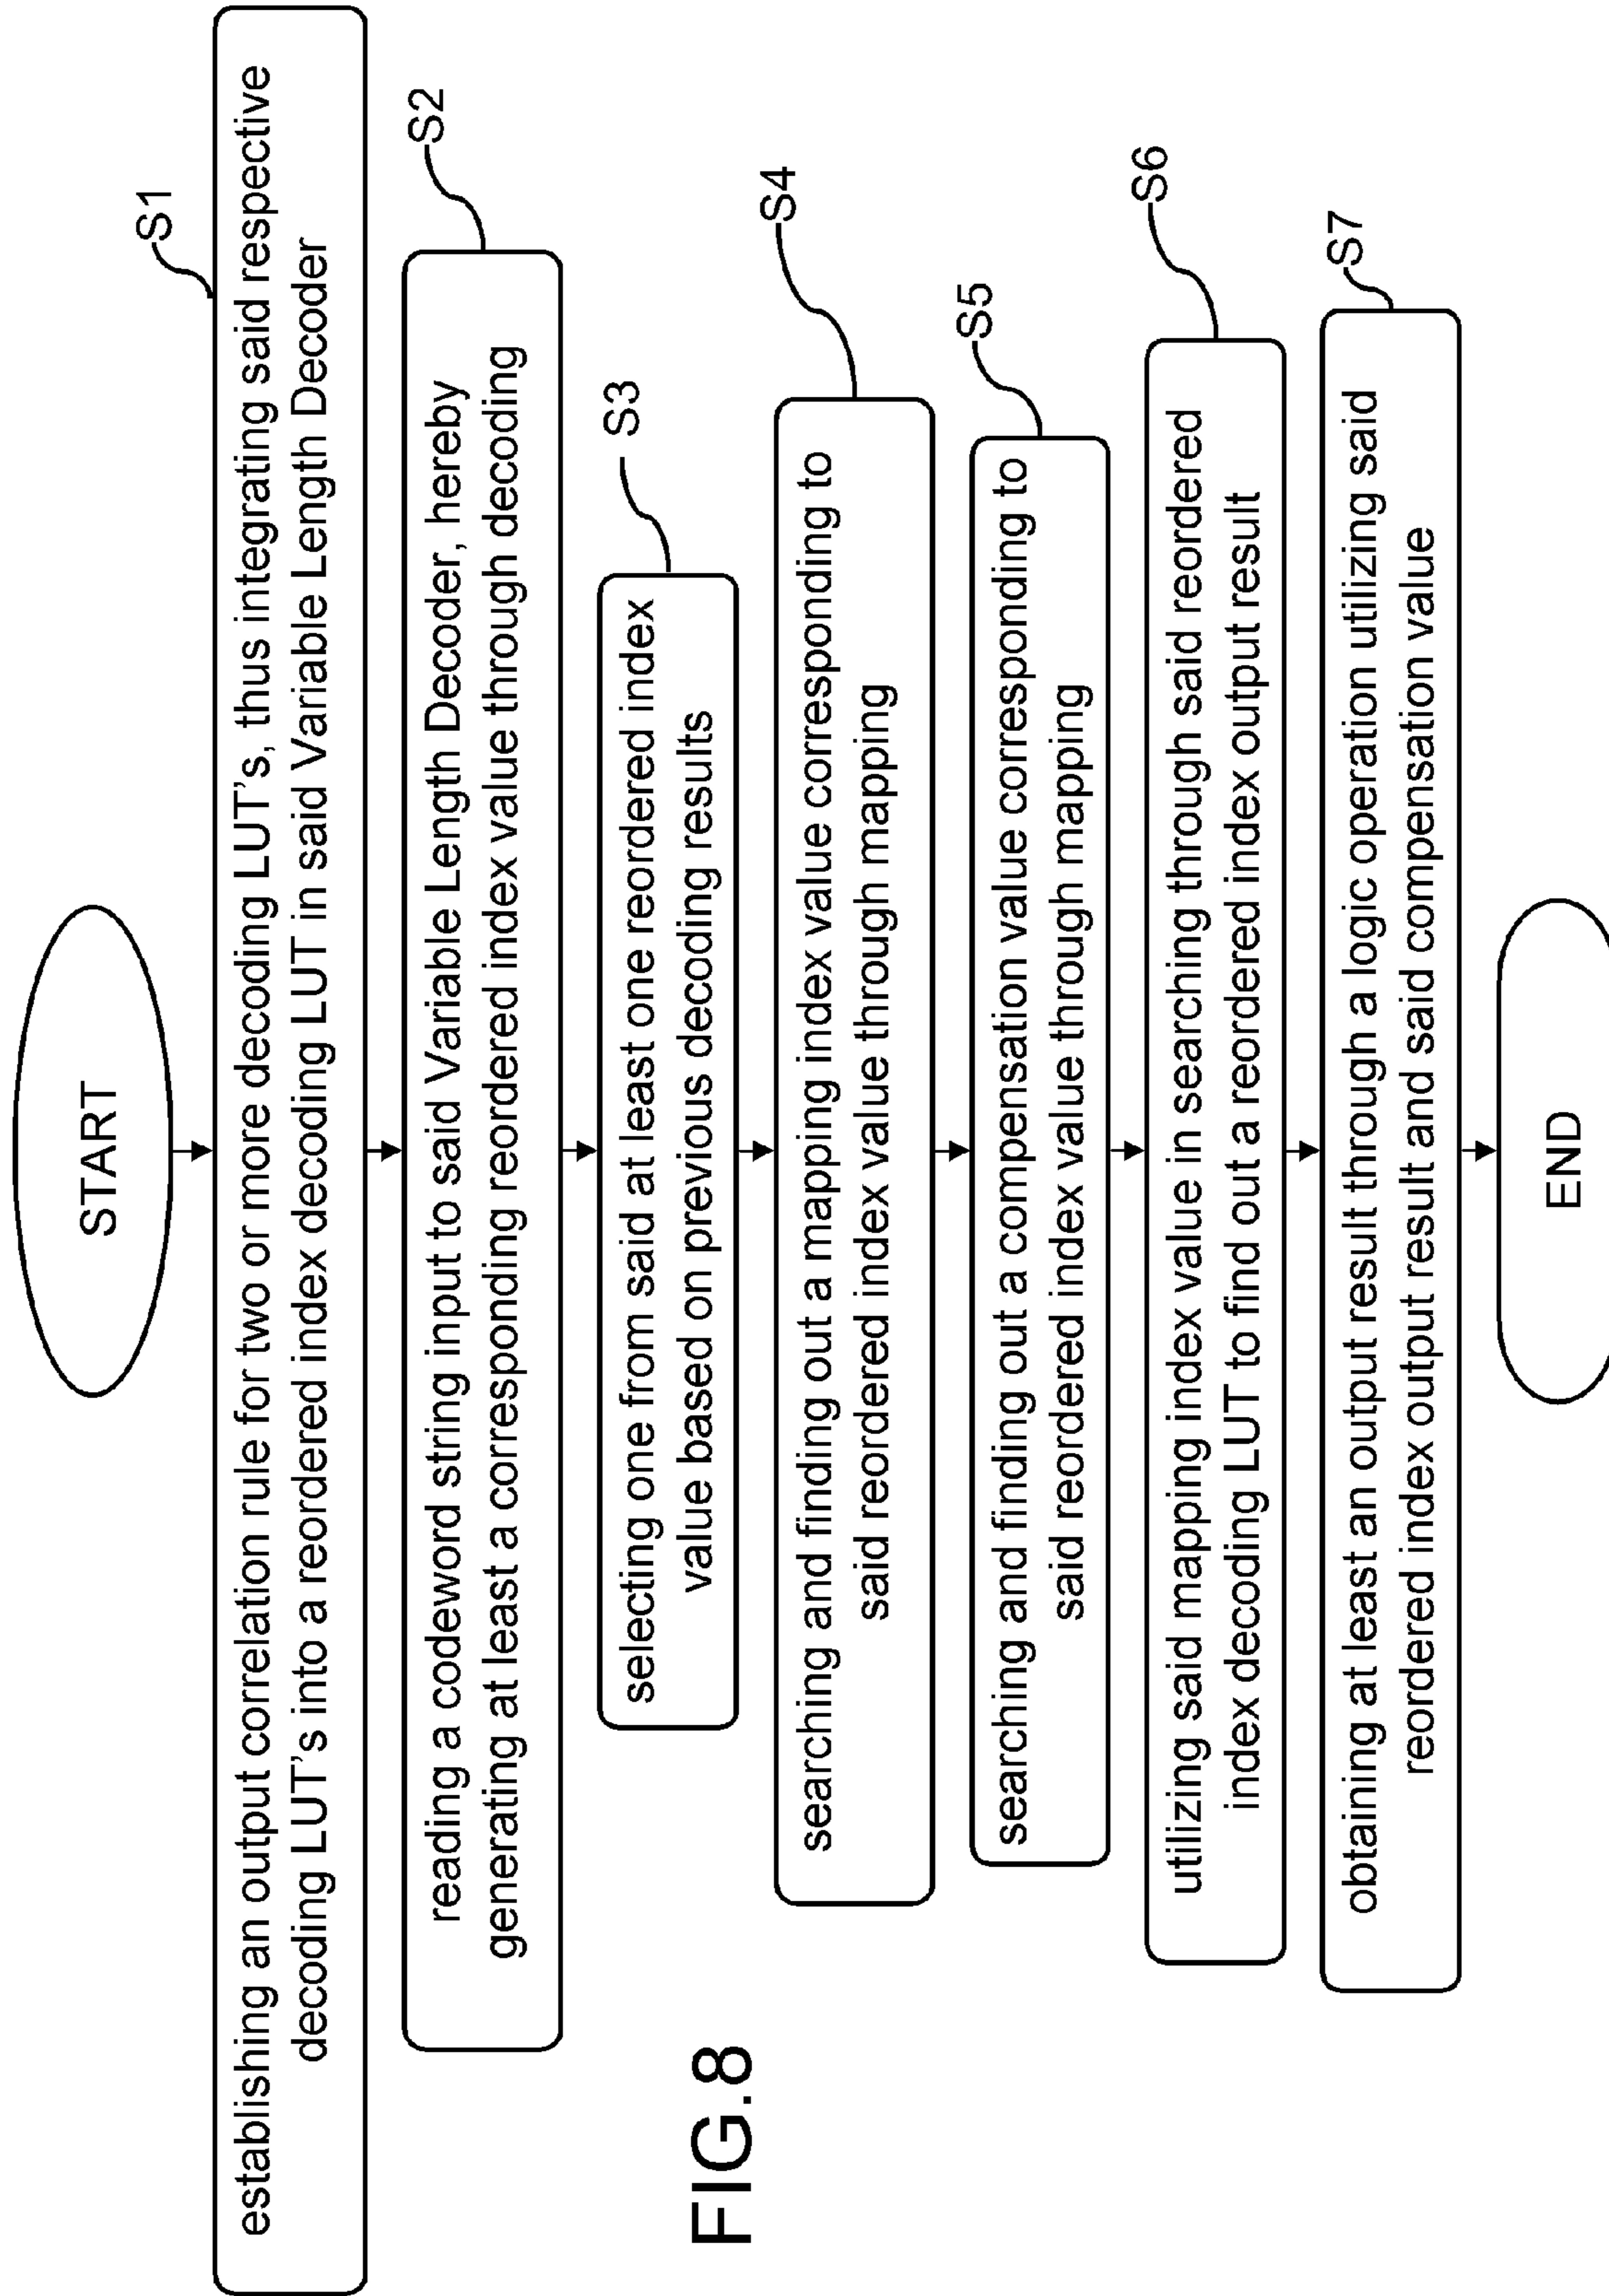 START
S1
establishing an output correlation rule for two or more decoding LUT's, thus integrating said respective
decoding LUT's into a reordered index decoding LUT in said Variable Length Decoder
S2
reading a codeword string input to said Variable Length Decoder, hereby
generating at least a corresponding reordered index value through decoding
S3
selecting one from said at least one reordered index
value based on previous decoding results
S4
searching and finding out a mapping index value corresponding to
said reordered index value through mapping
S5
searching and finding out a compensation value corresponding to
said reordered index value through mapping
S6
utilizing said mapping index value in searching through said reordered
index decoding LUT to find out a reordered index output result
S7
obtaining at least an output result through a logic operation utilizing said
reordered index output result and said compensation value
END
FIG.8